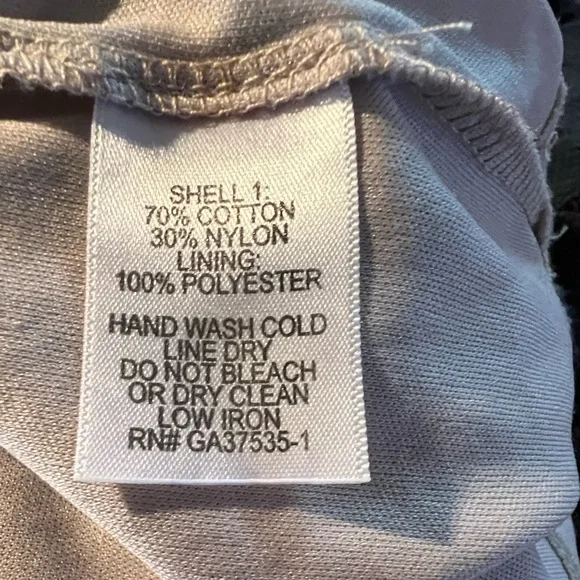 SHELL 1:
70% COTTON
30% NYLON
LINING:
100% POLYESTER
HAND WASH COLD
LINE DRY
DO NOT BLEACH
OR DRY CLEAN
LOW IRON
RN# GA37535-1